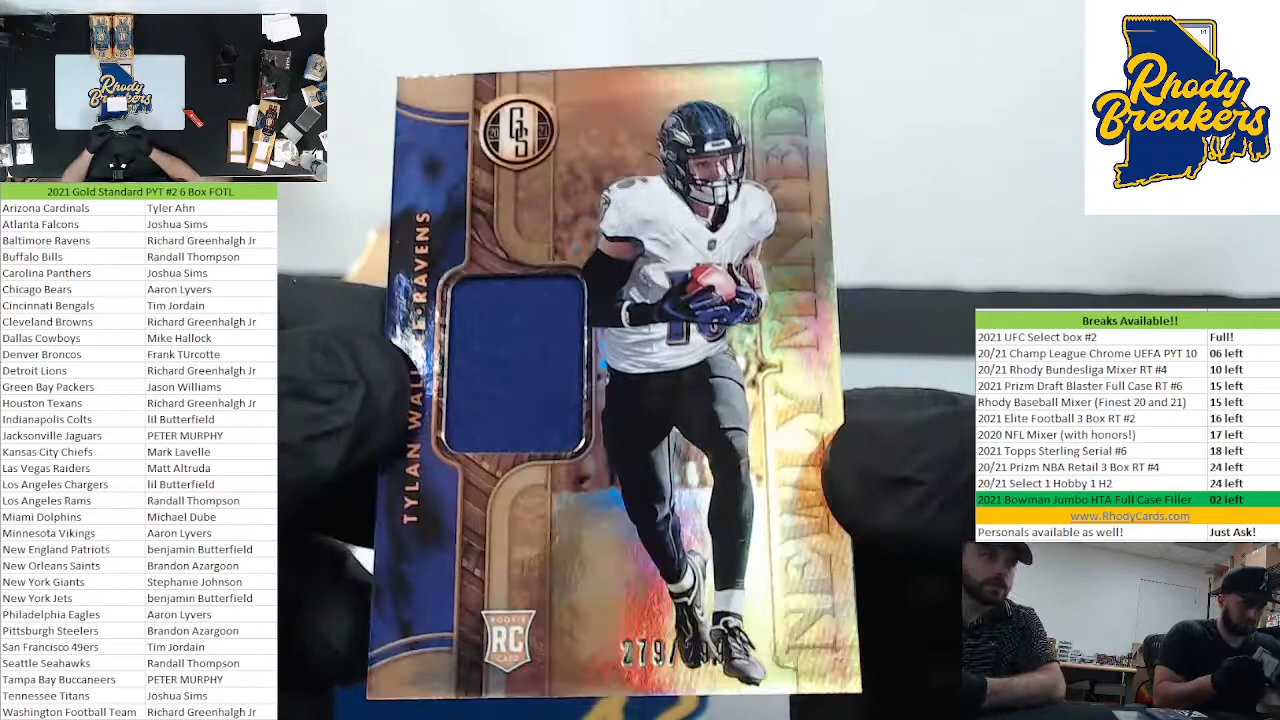 Rhody
Breakers
2021 Gold Standard PYT #2 6 Box FOTL
Arizona Cardinals Tyler Ahn
Atlanta Falcons Joshua Sims
Baltimore Ravens Richard Greenhalgh Jr
Buffalo Bills Randall Thompson
Carolina Panthers Joshua Sims
Chicago Bears Aaron Lyvers
Cincinnati Bengals Tim Jordain
Cleveland Browns Richard Greenhalgh Jr
Dallas Cowboys Mike Hallock
Denver Broncos Frank TUrcotte
Detroit Lions Richard Greenhalgh Jr
Green Bay Packers Jason Williams
Houston Texans Richard Greenhalgh Jr
Indianapolis Colts lil Butterfield
Jacksonville Jaguars PETER MURPHY
Kansas City Chiefs Mark Lavelle
Las Vegas Raiders Matt Altruda
Los Angeles Chargers lil Butterfield
Los Angeles Rams Randall Thompson
Miami Dolphins Michael Dube
Minnesota Vikings Aaron Lyvers
New England Patriots benjamin Butterfield
New Orleans Saints Brandon Azargoon
New York Giants Stephanie Johnson
New York Jets benjamin Butterfield
Philadelphia Eagles Aaron Lyvers
Pittsburgh Steelers Brandon Azargoon
San Francisco 49ers Tim Jordain
Seattle Seahawks Randall Thompson
Tampa Bay Buccaneers PETER MURPHY
Tennessee Titans Joshua Sims
Washington Football Team Richard Greenhalgh Jr
20 GS 21
TYLAN WAL
RAVENS
NEWLY MINTED
ROOKIE
RC
CARD
279/
1/1
Rhody
Breakers
Breaks Available!!
2021 UFC Select box #2 Full!
20/21 Champ League Chrome UEFA PYT 10 06 left
20/21 Rhody Bundesliga Mixer RT #4 10 left
2021 Prizm Draft Blaster Full Case RT #6 15 left
Rhody Baseball Mixer (Finest 20 and 21) 15 left
2021 Elite Football 3 Box RT #2 16 left
2020 NFL Mixer (with honors!) 17 left
2021 Topps Sterling Serial #6 18 left
20/21 Prizm NBA Retail 3 Box RT #4 24 left
20/21 Select 1 Hobby 1 H2 24 left
2021 Bowman Jumbo HTA Full Case Filler 02 left
www.RhodyCards.com
Personals available as well! Just Ask!